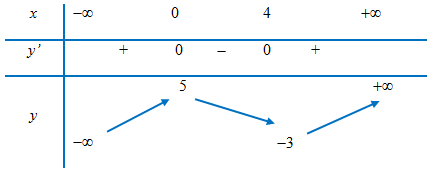 x −∞ 0 4 +∞
y’ + 0 − 0 +
5 +∞
y
−∞ −3